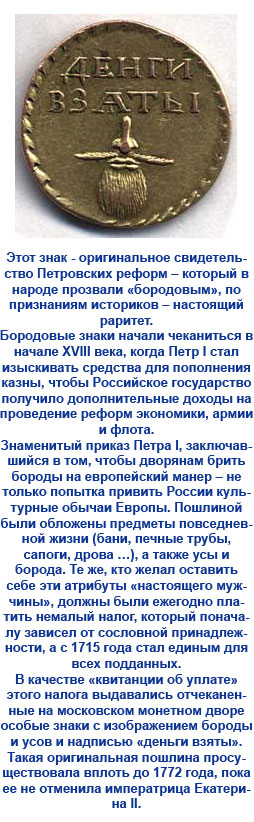 ДЕНГИ
ВЗѦТЫ
Этот знак - оригинальное свидетель-
ство Петровских реформ – который в
народе прозвали «бородовым», по
признаниям историков – настоящий
раритет.
Бородовые знаки начали чеканиться в
начале XVIII века, когда Петр I стал
изыскивать средства для пополнения
казны, чтобы Российское государство
получило дополнительные доходы на
проведение реформ экономики, армии
и флота.
Знаменитый приказ Петра I, заключав-
шийся в том, чтобы дворянам брить
бороды на европейский манер – не
только попытка привить России куль-
турные обычаи Европы. Пошлиной
были обложены предметы повседнев-
ной жизни (бани, печные трубы,
сапоги, дрова ...), а также усы и
борода. Те же, кто желал оставить
себе эти атрибуты «настоящего муж-
чины», должны были ежегодно пла-
тить немалый налог, который понача-
лу зависел от сословной принадлеж-
ности, а с 1715 года стал единым для
всех подданных.
В качестве «квитанции об уплате»
этого налога выдавались отчеканен-
ные на московском монетном дворе
особые знаки с изображением бороды
и усов и надписью «деньги взяты».
Такая оригинальная пошлина просу-
ществовала вплоть до 1772 года, пока
ее не отменила императрица Екатери-
на II.